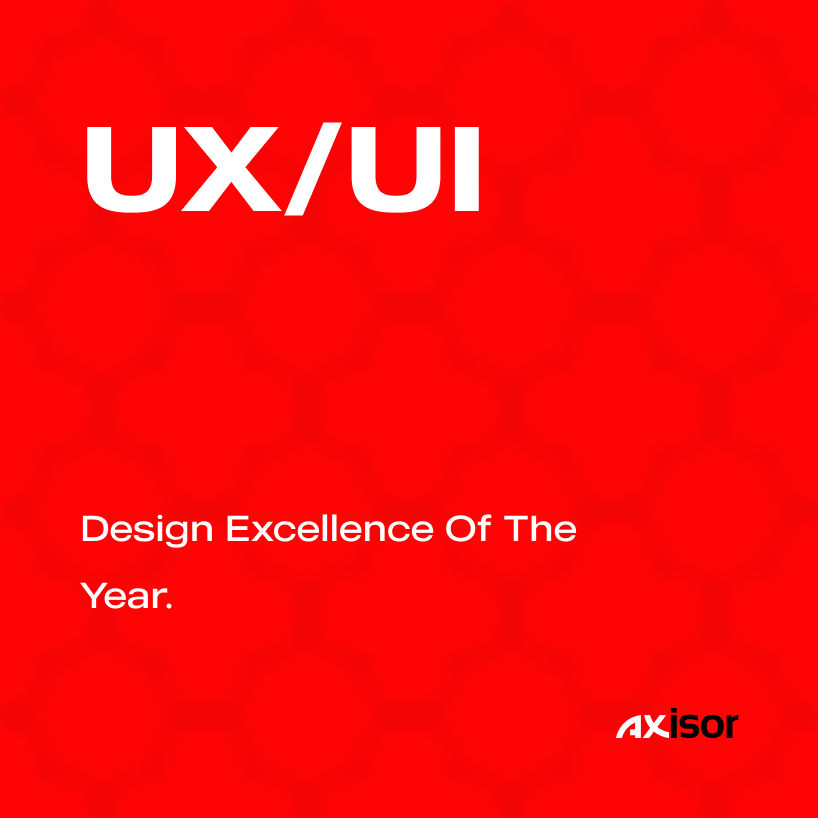 UX/UI
Design Excellence Of The
Year.
AXisor